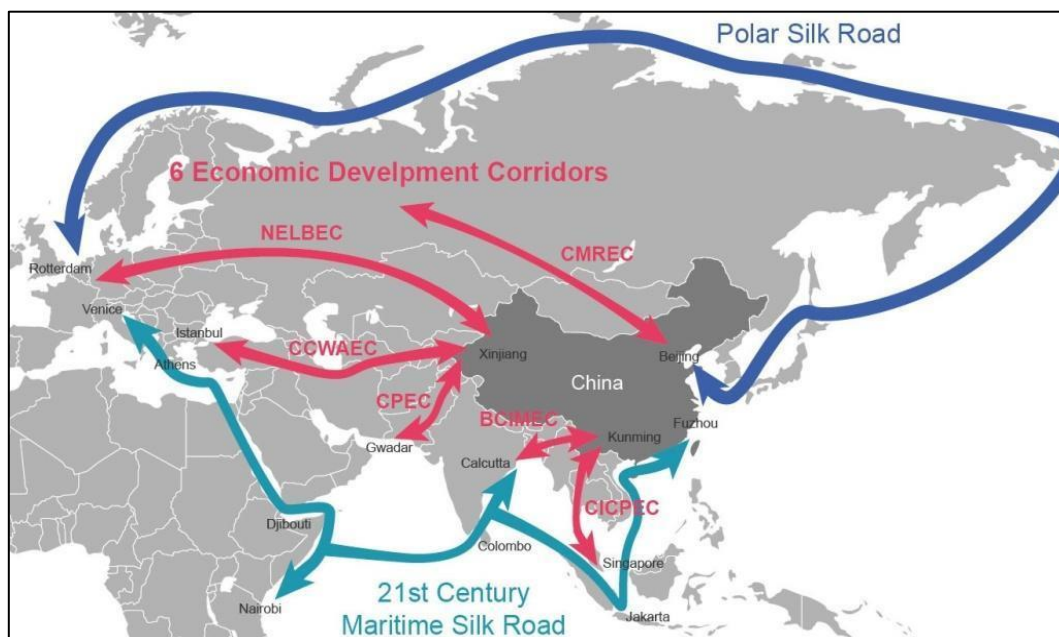 Polar Silk Road
6 Economic Develpment Corridors
NELBEC
CMREC
Rotterdam
Venice
Istanbul
Athens
CCWAEC
Xinjiang
Beijing
China
CPEC
BCIMEC
Fuzhou
Gwadar
Kunming
Calcutta
CICPEC
Djibouti
Colombo
Singapore
Nairobi
21st Century
Maritime Silk Road
Jakarta